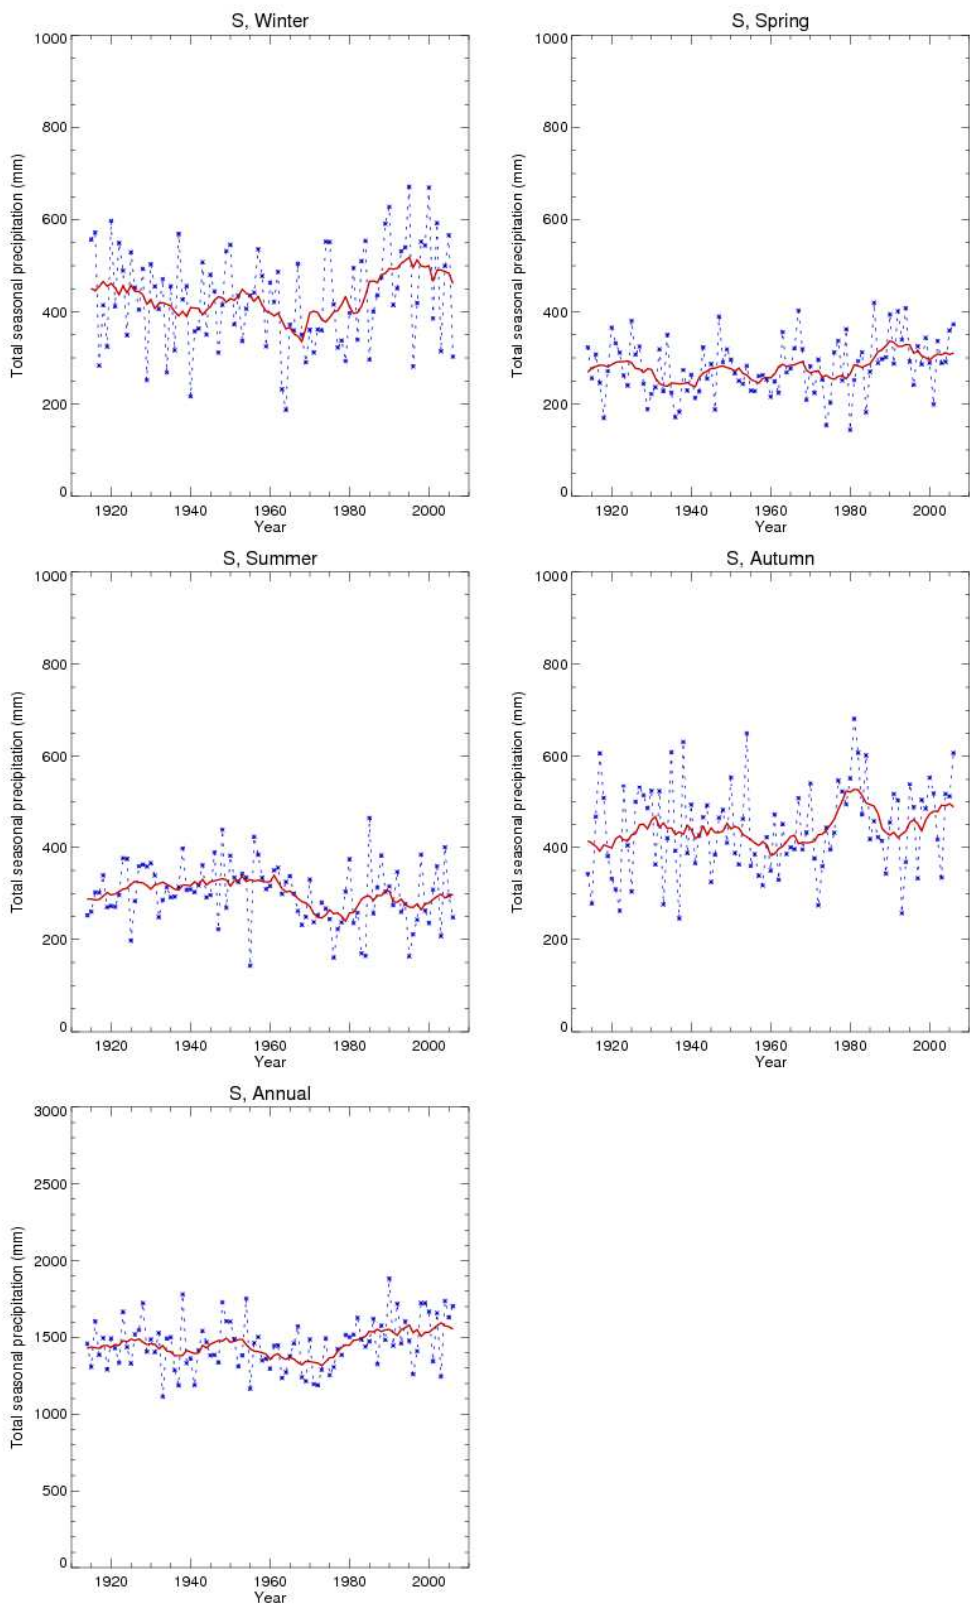 S, Winter
1000
800
600
400
200
0
Total seasonal precipitation (mm)
1920 1940 1960 1980 2000
Year
S, Spring
1000
800
600
400
200
0
Total seasonal precipitation (mm)
1920 1940 1960 1980 2000
Year
S, Summer
1000
800
600
400
200
0
Total seasonal precipitation (mm)
1920 1940 1960 1980 2000
Year
S, Autumn
1000
800
600
400
200
0
Total seasonal precipitation (mm)
1920 1940 1960 1980 2000
Year
S, Annual
3000
2500
2000
1500
1000
500
0
Total seasonal precipitation (mm)
1920 1940 1960 1980 2000
Year